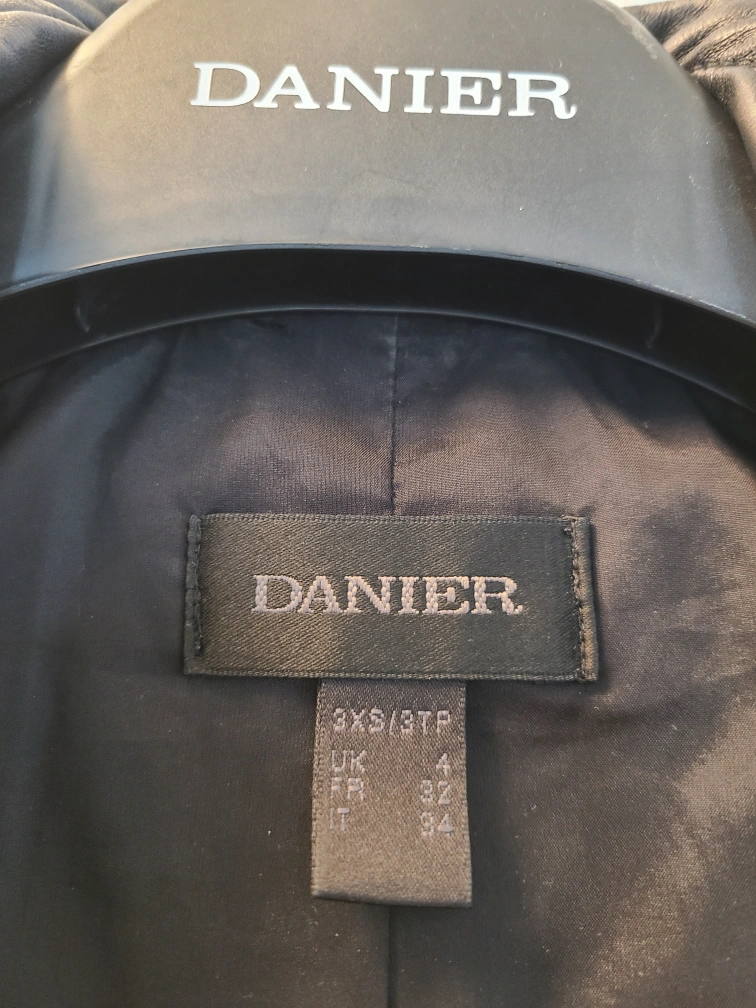 DANIER
DANIER
3XS/3TP
UK 4
FR 32
IT 34